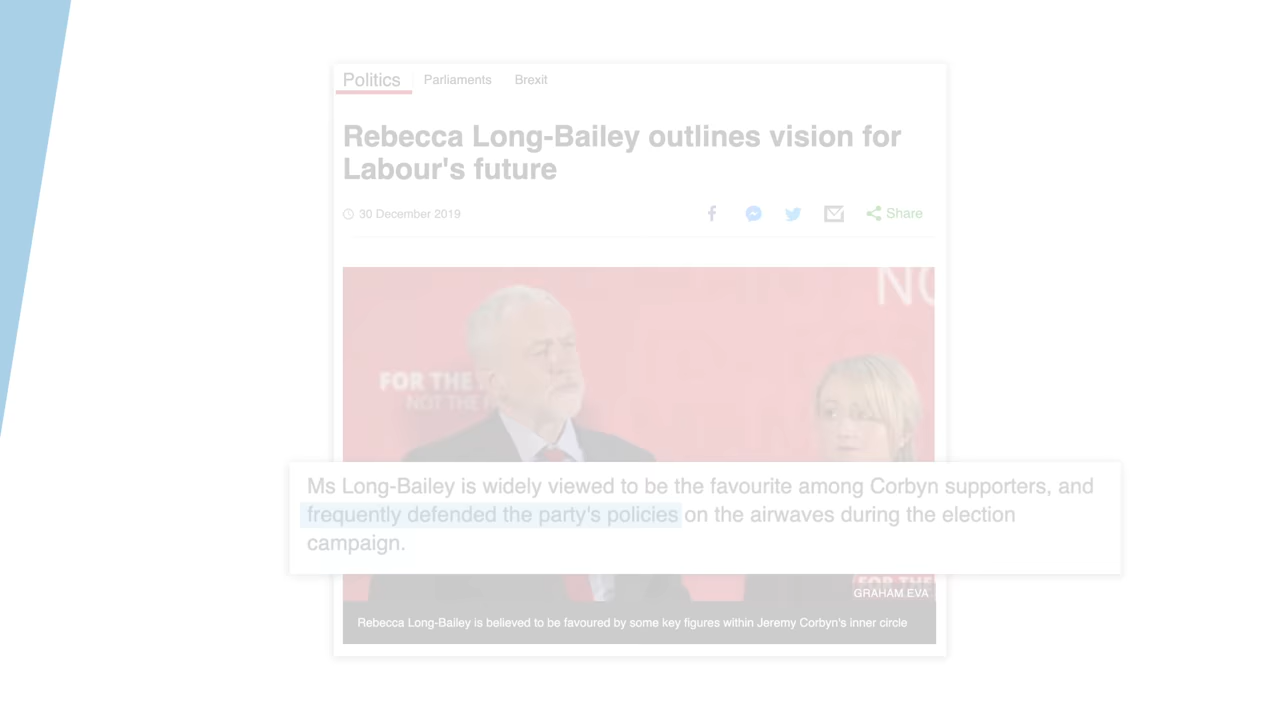 Politics Parliaments Brexit
Rebecca Long-Bailey outlines vision for
Labour's future
30 December 2019 Share
NO
FOR THE
NOT THE
Ms Long-Bailey is widely viewed to be the favourite among Corbyn supporters, and
frequently defended the party's policies on the airwaves during the election
campaign.
FOR THE
GRAHAM EVA
Rebecca Long-Bailey is believed to be favoured by some key figures within Jeremy Corbyn's inner circle